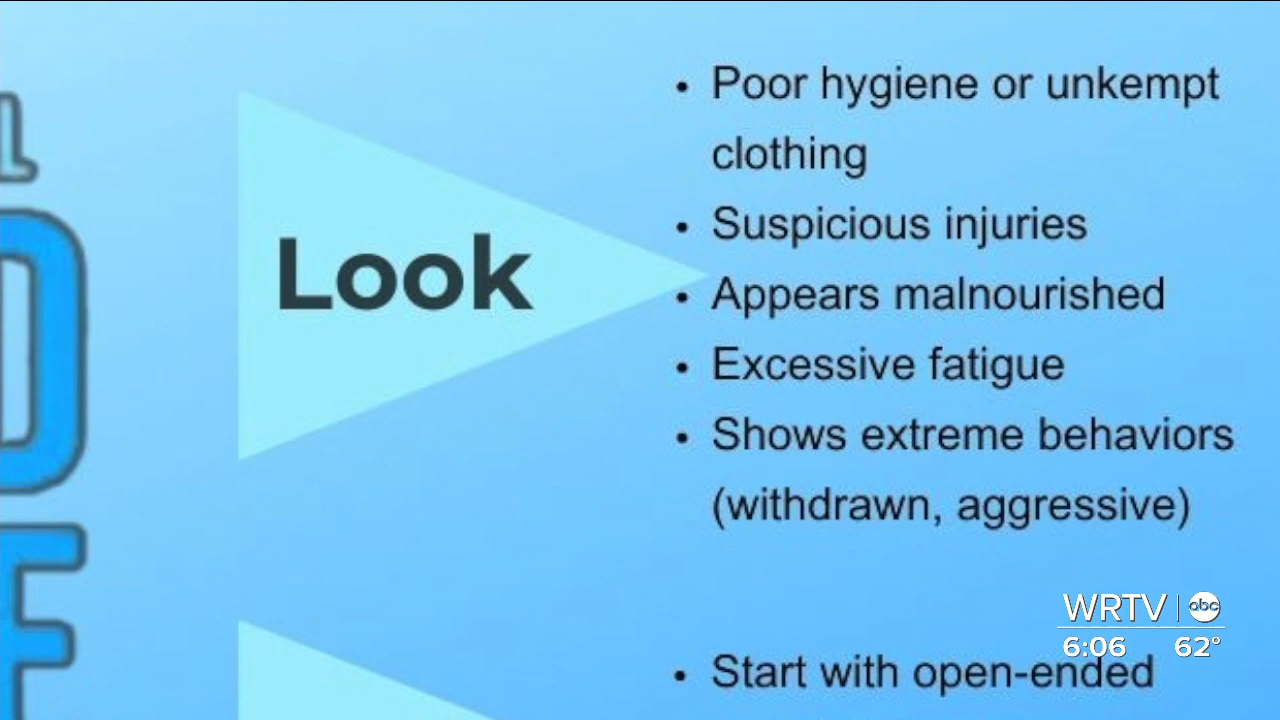 Poor hygiene or unkempt
clothing
Suspicious injuries
Look
Appears malnourished
Excessive fatigue
Shows extreme behaviors
(withdrawn, aggressive)
WRTV abc
6:06 62°
Start with open-ended